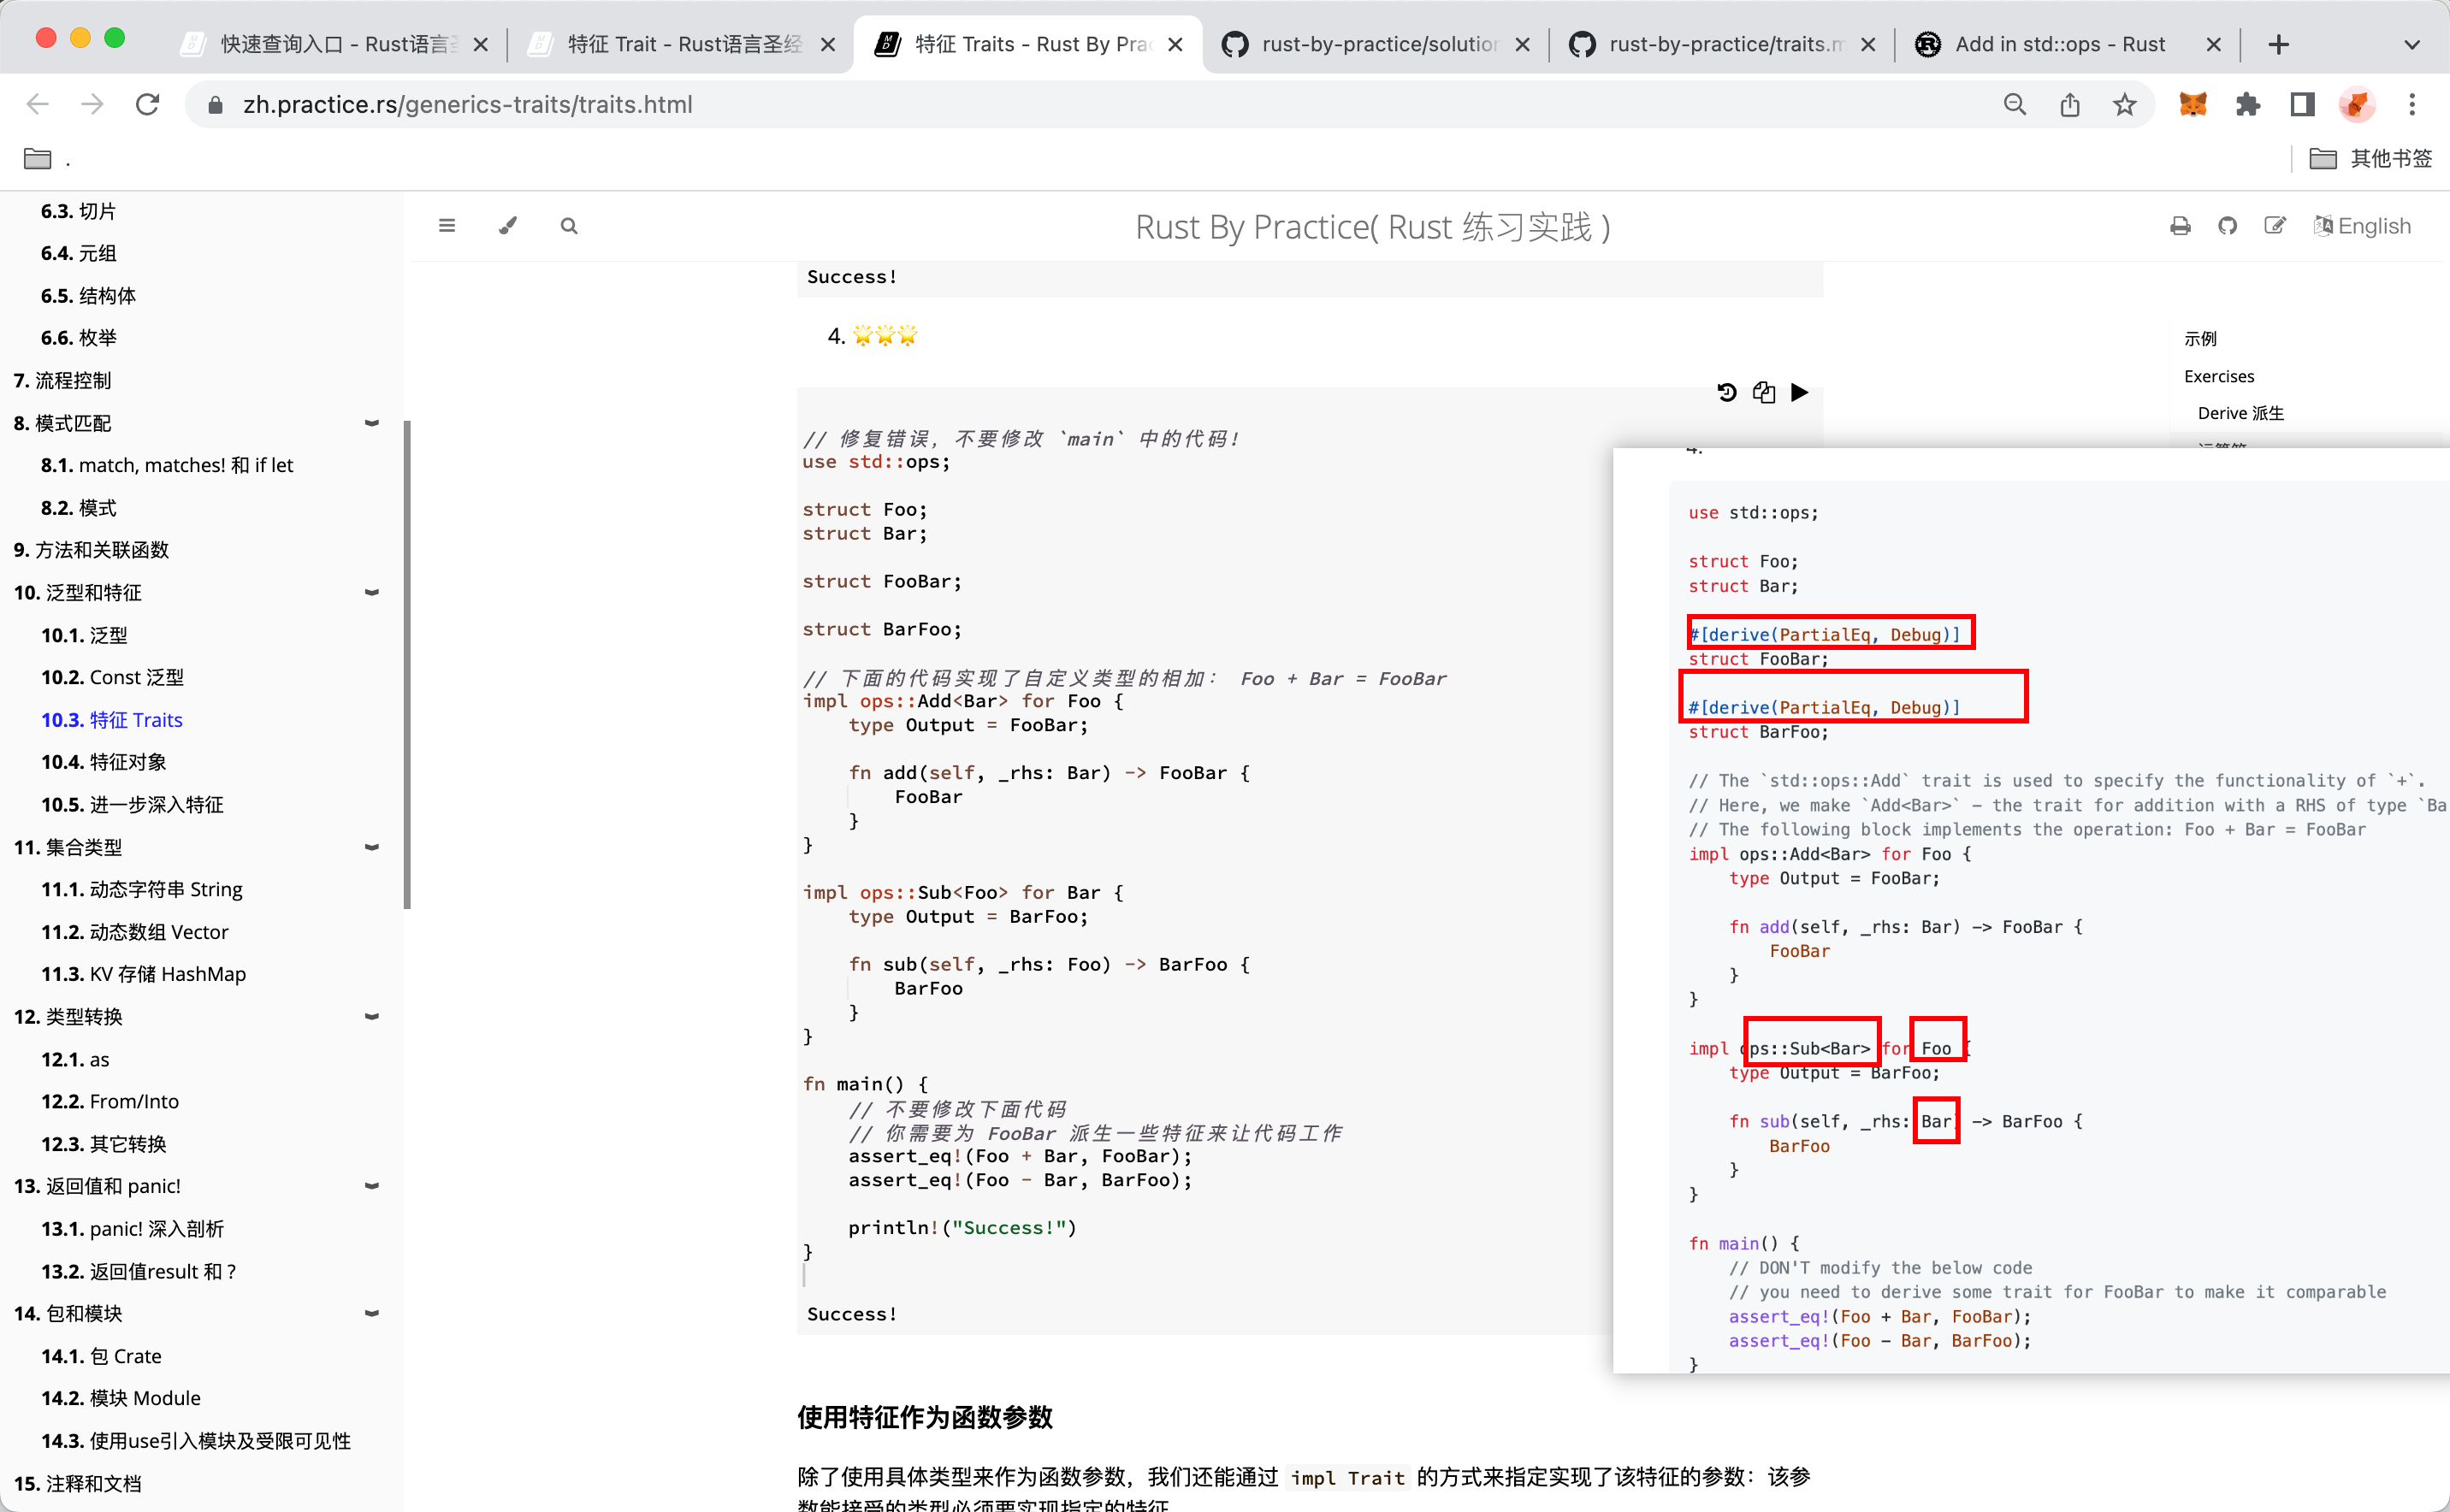 快速查询入口 - Rust语言圣
特征 Trait - Rust语言圣经
特征 Traits - Rust By Prac
rust-by-practice/solution
rust-by-practice/traits.m
Add in std::ops - Rust
zh.practice.rs/generics-traits/traits.html
.
其他书签
6.3. 切片
6.4. 元组
6.5. 结构体
6.6. 枚举
7. 流程控制
8. 模式匹配
8.1. match, matches! 和 if let
8.2. 模式
9. 方法和关联函数
10. 泛型和特征
10.1. 泛型
10.2. Const 泛型
10.3. 特征 Traits
10.4. 特征对象
10.5. 进一步深入特征
11. 集合类型
11.1. 动态字符串 String
11.2. 动态数组 Vector
11.3. KV 存储 HashMap
12. 类型转换
12.1. as
12.2. From/Into
12.3. 其它转换
13. 返回值和 panic!
13.1. panic! 深入剖析
13.2. 返回值result 和 ?
14. 包和模块
14.1. 包 Crate
14.2. 模块 Module
14.3. 使用use引入模块及受限可见性
15. 注释和文档
Rust By Practice( Rust 练习实践 )
English
Success!
4. 🌟🌟🌟
// 修复错误，不要修改 `main` 中的代码!
use std::ops;
struct Foo;
struct Bar;
struct FooBar;
struct BarFoo;
// 下面的代码实现了自定义类型的相加： Foo + Bar = FooBar
impl ops::Add<Bar> for Foo {
    type Output = FooBar;
    fn add(self, _rhs: Bar) -> FooBar {
        FooBar
    }
}
impl ops::Sub<Foo> for Bar {
    type Output = BarFoo;
    fn sub(self, _rhs: Foo) -> BarFoo {
        BarFoo
    }
}
fn main() {
    // 不要修改下面代码
    // 你需要为 FooBar 派生一些特征来让代码工作
    assert_eq!(Foo + Bar, FooBar);
    assert_eq!(Foo - Bar, BarFoo);
    println!("Success!")
}
Success!
使用特征作为函数参数
除了使用具体类型来作为函数参数，我们还能通过 impl Trait 的方式来指定实现了该特征的参数：该参
数能接受的类型必须要实现指定的特征
示例
Exercises
Derive 派生
4.
use std::ops;
struct Foo;
struct Bar;
#[derive(PartialEq, Debug)]
struct FooBar;
#[derive(PartialEq, Debug)]
struct BarFoo;
// The `std::ops::Add` trait is used to specify the functionality of `+`.
// Here, we make `Add<Bar>` - the trait for addition with a RHS of type `Ba
// The following block implements the operation: Foo + Bar = FooBar
impl ops::Add<Bar> for Foo {
    type Output = FooBar;
    fn add(self, _rhs: Bar) -> FooBar {
        FooBar
    }
}
impl ops::Sub<Bar> for Foo {
    type Output = BarFoo;
    fn sub(self, _rhs: Bar) -> BarFoo {
        BarFoo
    }
}
fn main() {
    // DON'T modify the below code
    // you need to derive some trait for FooBar to make it comparable
    assert_eq!(Foo + Bar, FooBar);
    assert_eq!(Foo - Bar, BarFoo);
}